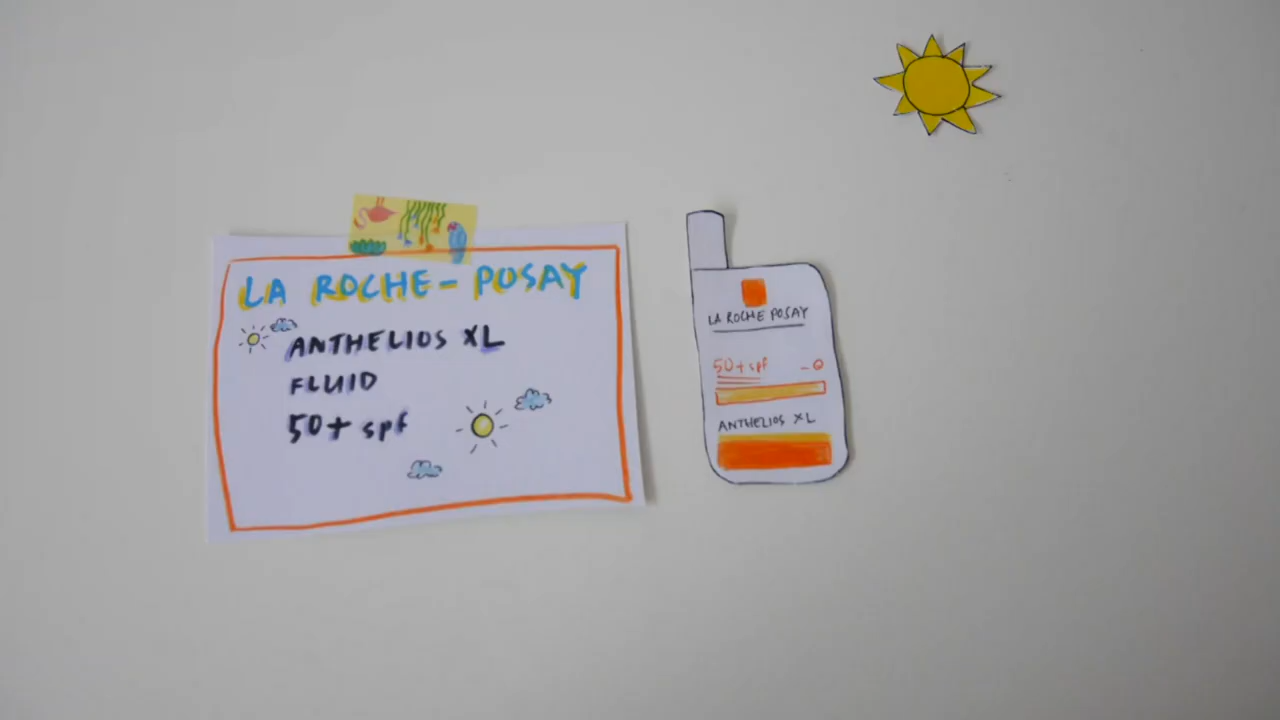 LA ROCHE-POSAY
ANTHELIOS XL
FLUID
50+ spf
LA ROCHE POSAY
50+ spf
ANTHELIOS XL